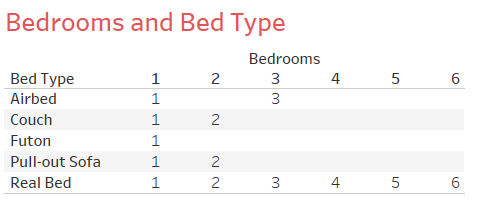 Bedrooms and Bed Type
Bedrooms
Bed Type 1 2 3 4 5 6
Airbed 1 3
Couch 1 2
Futon 1
Pull-out Sofa 1 2
Real Bed 1 2 3 4 5 6